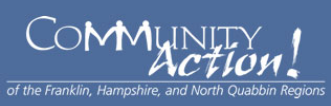 COMMUNITY
Action!
of the Franklin, Hampshire, and North Quabbin Regions